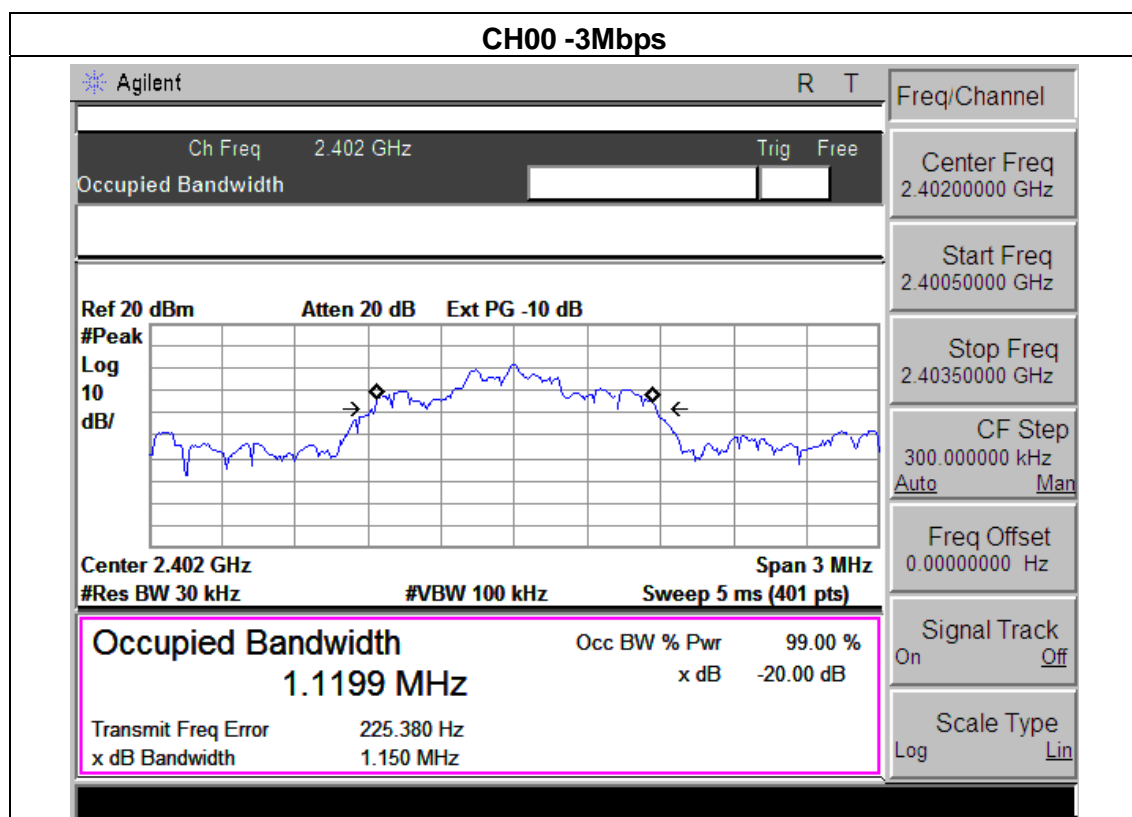 CH00 -3Mbps
Agilent R T
Freq/Channel
Ch Freq 2.402 GHz Trig Free
Occupied Bandwidth
Center Freq
2.40200000 GHz
Start Freq
2.40050000 GHz
Ref 20 dBm Atten 20 dB Ext PG -10 dB
#Peak
Log
10
dB/
Stop Freq
2.40350000 GHz
CF Step
300.000000 kHz
Auto Man
Center 2.402 GHz Span 3 MHz
#Res BW 30 kHz #VBW 100 kHz Sweep 5 ms (401 pts)
Freq Offset
0.00000000 Hz
Occupied Bandwidth Occ BW % Pwr 99.00 %
1.1199 MHz x dB -20.00 dB
Transmit Freq Error 225.380 Hz
x dB Bandwidth 1.150 MHz
Signal Track
On Off
Scale Type
Log Lin